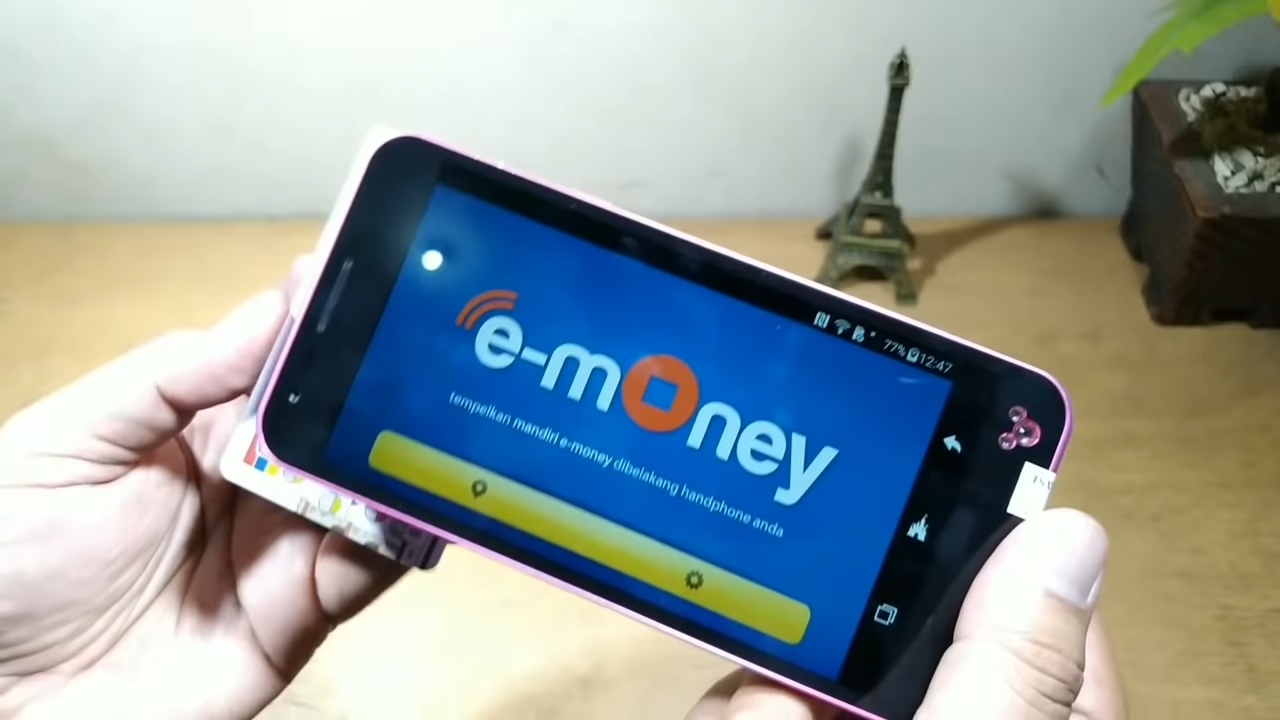 77% 12:47
e-money
tempelkan mandiri e-money dibelakang handphone anda